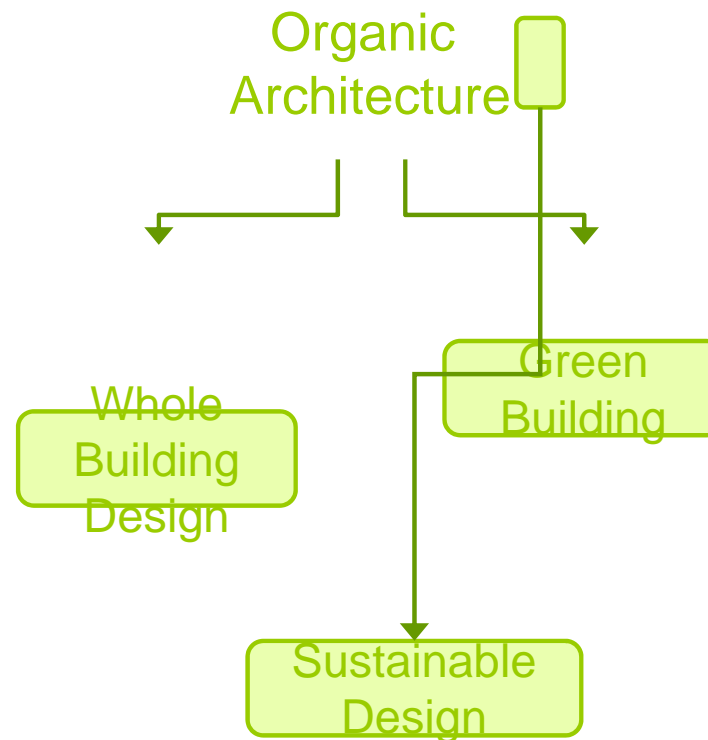 Organic
Architecture
Green
Building
Whole
Building
Design
Sustainable
Design